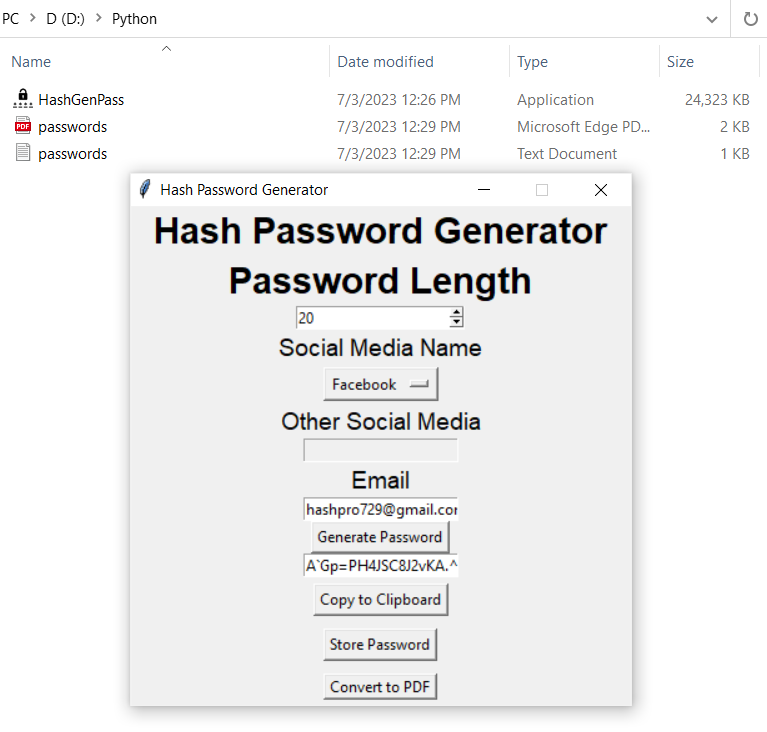 PC > D (D:) > Python
Name Date modified Type Size
HashGenPass 7/3/2023 12:26 PM Application 24,323 KB
passwords 7/3/2023 12:29 PM Microsoft Edge PD... 2 KB
passwords 7/3/2023 12:29 PM Text Document 1 KB
Hash Password Generator
Hash Password Generator
Password Length
20
Social Media Name
Facebook
Other Social Media
Email
hashpro729@gmail.cor
Generate Password
A`Gp=PH4JSC8J2vKA.^
Copy to Clipboard
Store Password
Convert to PDF